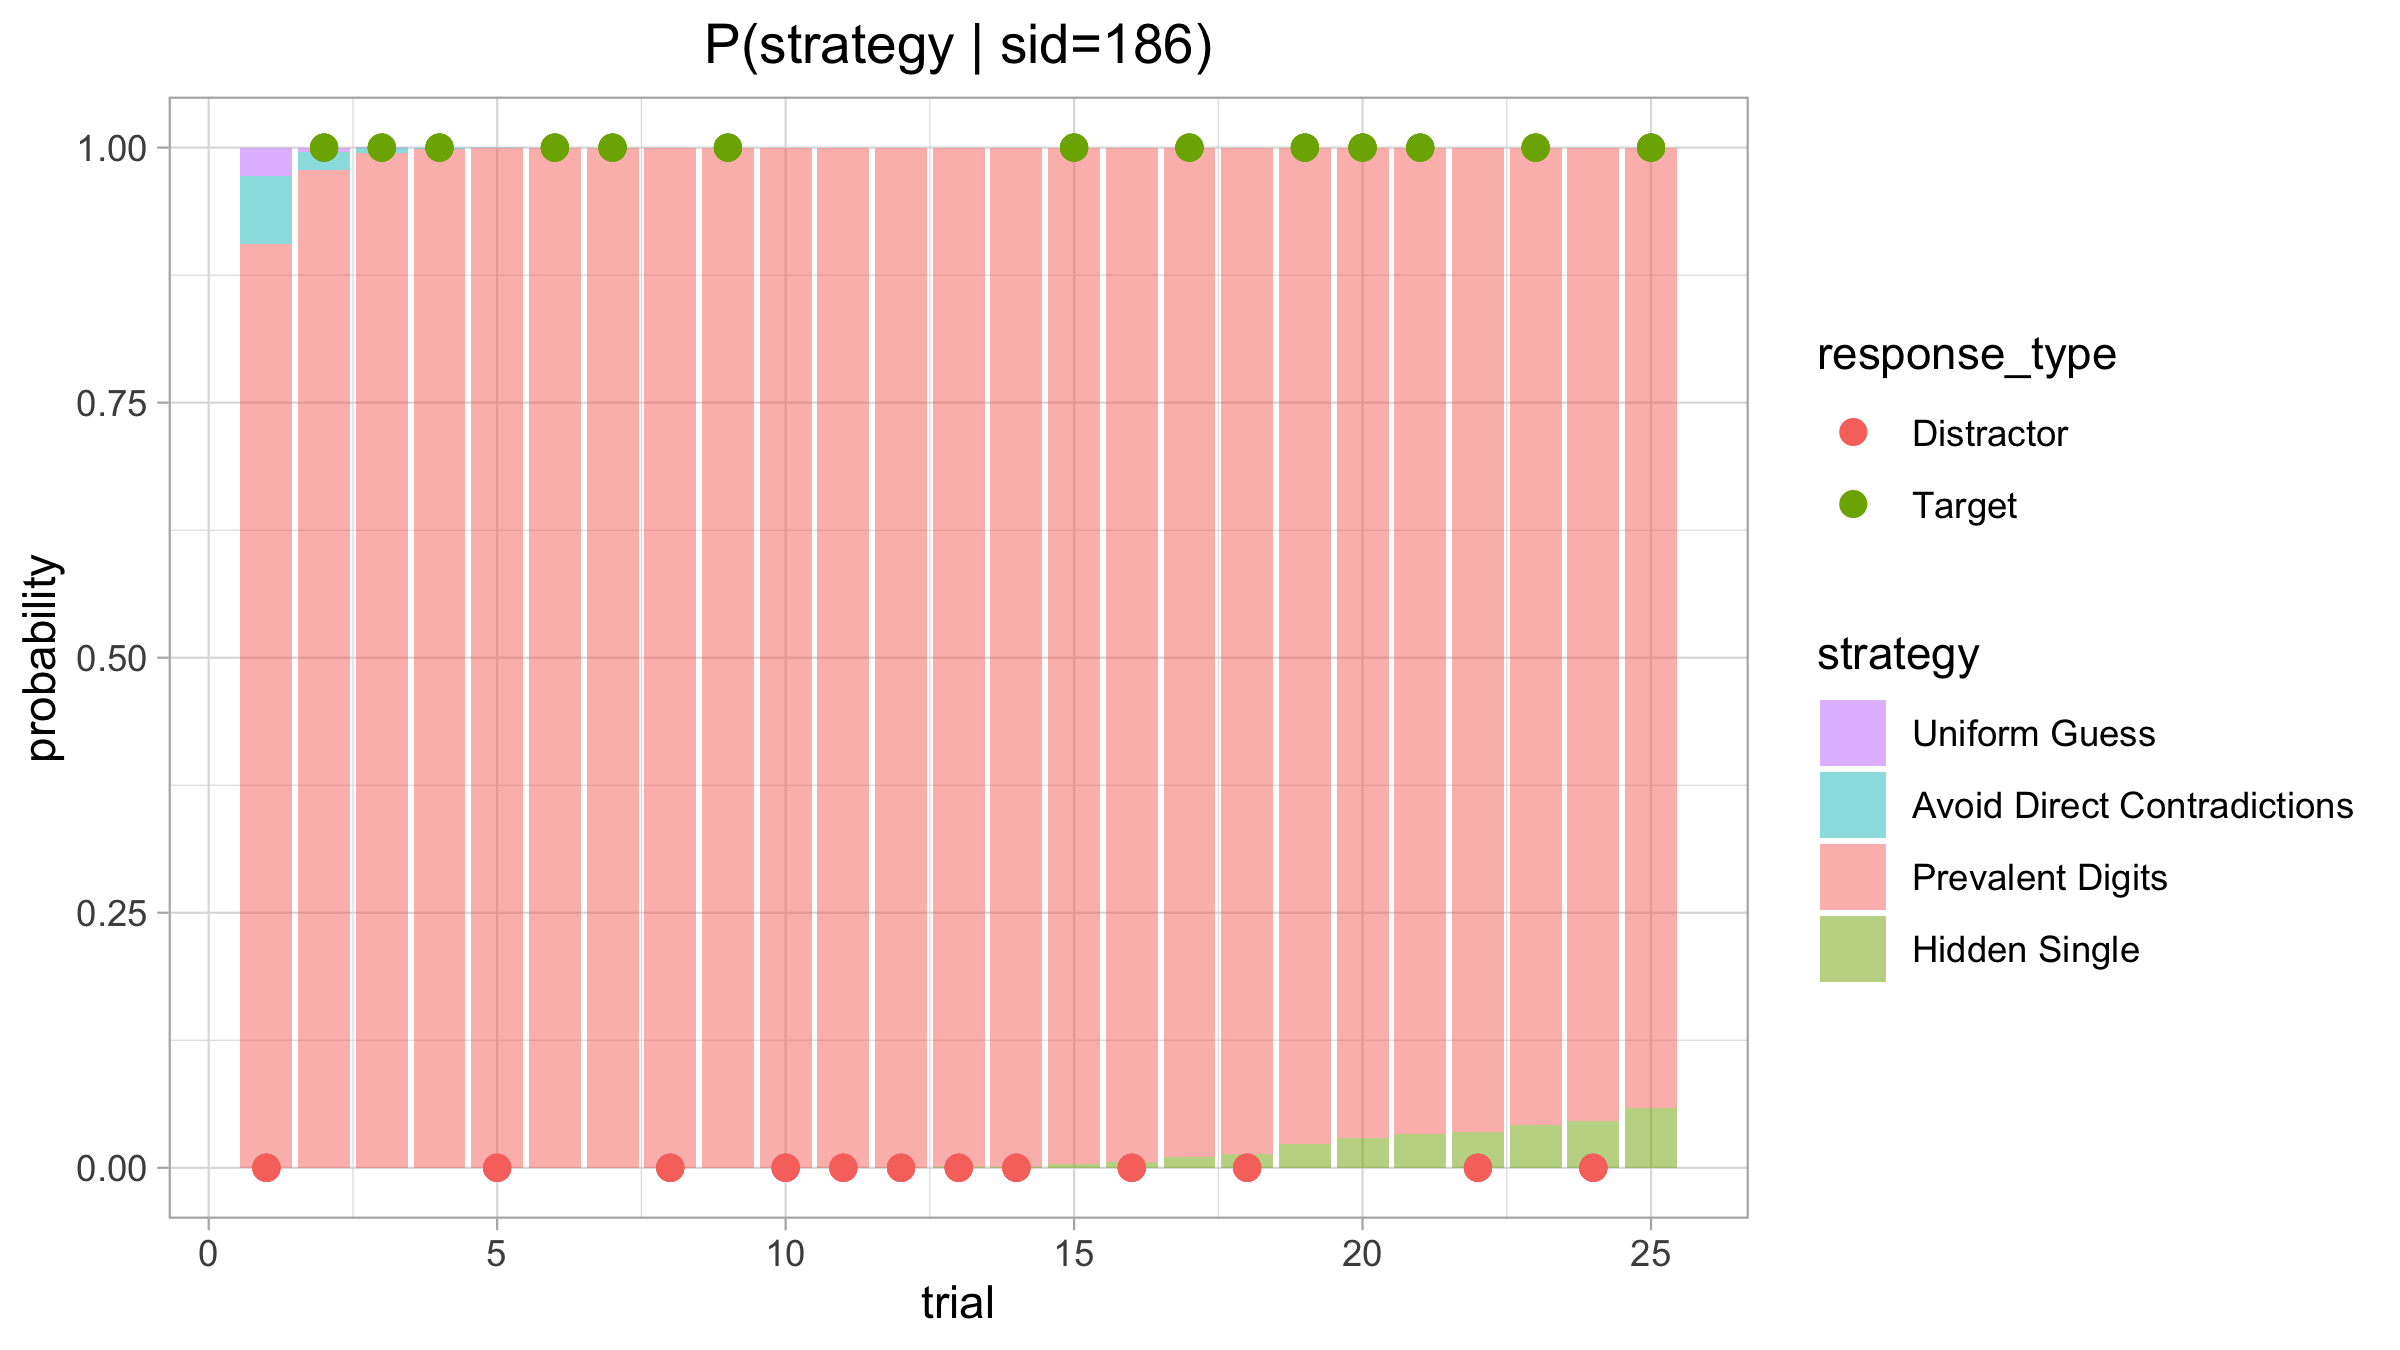 P(strategy | sid=186)
probability
1.00
0.75
0.50
0.25
0.00
0 5 10 15 20 25
trial
response_type
Distractor
Target
strategy
Uniform Guess
Avoid Direct Contradictions
Prevalent Digits
Hidden Single